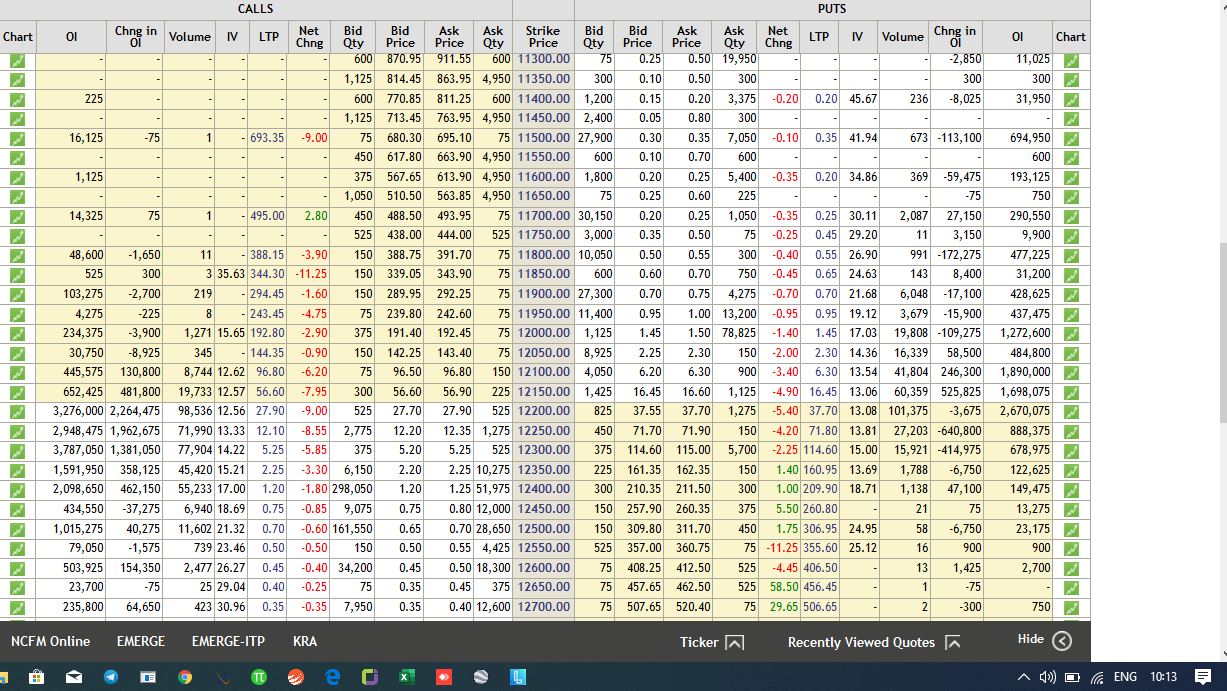 CALLS PUTS
Chart OI Chng in OI Volume IV LTP Net Chng Bid Qty Bid Price Ask Price Ask Qty Strike Price Bid Qty Bid Price Ask Price Ask Qty Net Chng LTP IV Volume Chng in OI OI Chart
- - - - - - 600 870.95 911.55 600 11300.00 75 0.25 0.50 19,950 - - - - -2,850 11,025
- - - - - - 1,125 814.45 863.95 4,950 11350.00 300 0.10 0.50 300 - - - - 300 300
225 - - - - - 600 770.85 811.25 600 11400.00 1,200 0.15 0.20 3,375 -0.20 0.20 45.67 236 -8,025 31,950
- - - - - - 1,125 713.45 763.95 4,950 11450.00 2,400 0.05 0.80 300 - - - - - -
16,125 -75 1 - 693.35 -9.00 75 680.30 695.10 75 11500.00 27,900 0.30 0.35 7,050 -0.10 0.35 41.94 673 -113,100 694,950
- - - - - - 450 617.80 663.90 4,950 11550.00 600 0.10 0.70 600 - - - - - 600
1,125 - - - - - 375 567.65 613.90 4,950 11600.00 1,800 0.20 0.25 5,400 -0.35 0.20 34.86 369 -59,475 193,125
- - - - - - 1,050 510.50 563.85 4,950 11650.00 75 0.25 0.60 225 - - - - -75 750
14,325 75 1 - 495.00 2.80 450 488.50 493.95 75 11700.00 30,150 0.20 0.25 1,050 -0.35 0.25 30.11 2,087 27,150 290,550
- - - - - - 525 438.00 444.00 525 11750.00 3,000 0.35 0.50 75 -0.25 0.45 29.20 11 3,150 9,900
48,600 -1,650 11 - 388.15 -3.90 150 388.75 391.70 75 11800.00 10,050 0.50 0.55 300 -0.40 0.55 26.90 991 -172,275 477,225
525 300 3 35.63 344.30 -11.25 150 339.05 343.90 75 11850.00 600 0.60 0.70 750 -0.45 0.65 24.63 143 8,400 31,200
103,275 -2,700 219 - 294.45 -1.60 150 289.95 292.25 75 11900.00 27,300 0.70 0.75 4,275 -0.70 0.70 21.68 6,048 -17,100 428,625
4,275 -225 8 - 243.45 -4.75 75 239.80 242.60 75 11950.00 11,400 0.95 1.00 13,200 -0.95 0.95 19.12 3,679 -15,900 437,475
234,375 -3,900 1,271 15.65 192.80 -2.90 375 191.40 192.45 75 12000.00 1,125 1.45 1.50 78,825 -1.40 1.45 17.03 19,808 -109,275 1,272,600
30,750 -8,925 345 - 144.35 -0.90 150 142.25 143.40 75 12050.00 8,925 2.25 2.30 150 -2.00 2.30 14.36 16,339 58,500 484,800
445,575 130,800 8,744 12.62 96.80 -6.20 75 96.50 96.80 150 12100.00 4,050 6.20 6.30 900 -3.40 6.30 13.54 41,804 246,300 1,890,000
652,425 481,800 19,733 12.57 56.60 -7.95 300 56.60 56.90 225 12150.00 1,425 16.45 16.60 1,125 -4.90 16.45 13.06 60,359 525,825 1,698,075
3,276,000 2,264,475 98,536 12.56 27.90 -9.00 525 27.70 27.90 525 12200.00 825 37.55 37.70 1,275 -5.40 37.70 13.08 101,375 -3,675 2,670,075
2,948,475 1,962,675 71,990 13.33 12.10 -8.55 2,775 12.20 12.35 1,275 12250.00 450 71.70 71.90 150 -4.20 71.80 13.81 27,203 -640,800 888,375
3,787,050 1,381,050 77,904 14.22 5.25 -5.85 375 5.20 5.25 525 12300.00 375 114.60 115.00 5,700 -2.25 114.60 15.00 15,921 -414,975 678,975
1,591,950 358,125 45,420 15.21 2.25 -3.30 6,150 2.20 2.25 10,275 12350.00 225 161.35 162.35 150 1.40 160.95 13.69 1,788 -6,750 122,625
2,098,650 462,150 55,233 17.00 1.20 -1.80 298,050 1.20 1.25 51,975 12400.00 300 210.35 211.50 300 1.00 209.90 18.71 1,138 47,100 149,475
434,550 -37,275 6,940 18.69 0.75 -0.85 9,075 0.75 0.80 12,000 12450.00 150 257.90 260.35 375 5.50 260.80 - 21 75 13,275
1,015,275 40,275 11,602 21.32 0.70 -0.60 161,550 0.65 0.70 28,650 12500.00 150 309.80 311.70 450 1.75 306.95 24.95 58 -6,750 23,175
79,050 -1,575 739 23.46 0.50 -0.50 150 0.50 0.55 4,425 12550.00 525 357.00 360.75 75 -11.25 355.60 25.12 16 900 900
503,925 154,350 2,477 26.27 0.45 -0.40 34,200 0.45 0.50 18,300 12600.00 75 408.25 412.50 525 -4.45 406.50 - 13 1,425 2,700
23,700 -75 25 29.04 0.40 -0.25 75 0.35 0.45 375 12650.00 75 457.65 462.50 525 58.50 456.45 - 1 -75 -
235,800 64,650 423 30.96 0.35 -0.35 7,950 0.35 0.40 12,600 12700.00 75 507.65 520.40 75 29.65 506.65 - 2 -300 750
NCFM Online EMERGE EMERGE-ITP KRA Ticker Recently Viewed Quotes Hide
ENG 10:13